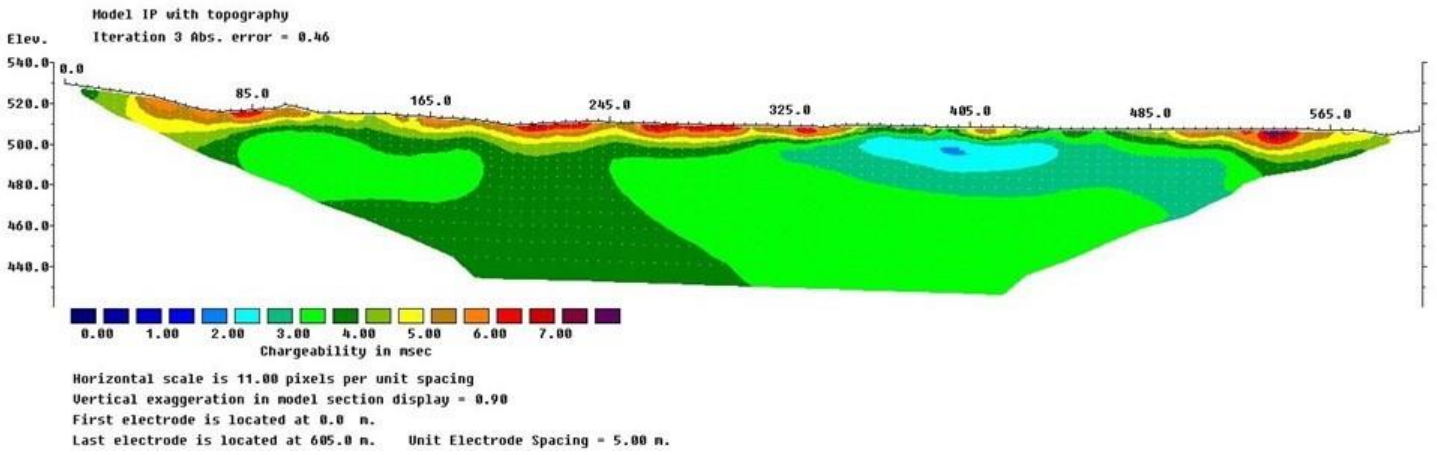 Model IP with topography
Elev. Iteration 3 Abs. error = 0.46
540.0
0.0
520.0
85.0
165.0
245.0
325.0
405.0
485.0
565.0
500.0
480.0
460.0
440.0
0.00 1.00 2.00 3.00 4.00 5.00 6.00 7.00
Chargeability in msec
Horizontal scale is 11.00 pixels per unit spacing
Vertical exaggeration in model section display = 0.90
First electrode is located at 0.0 m.
Last electrode is located at 605.0 m. Unit Electrode Spacing = 5.00 m.